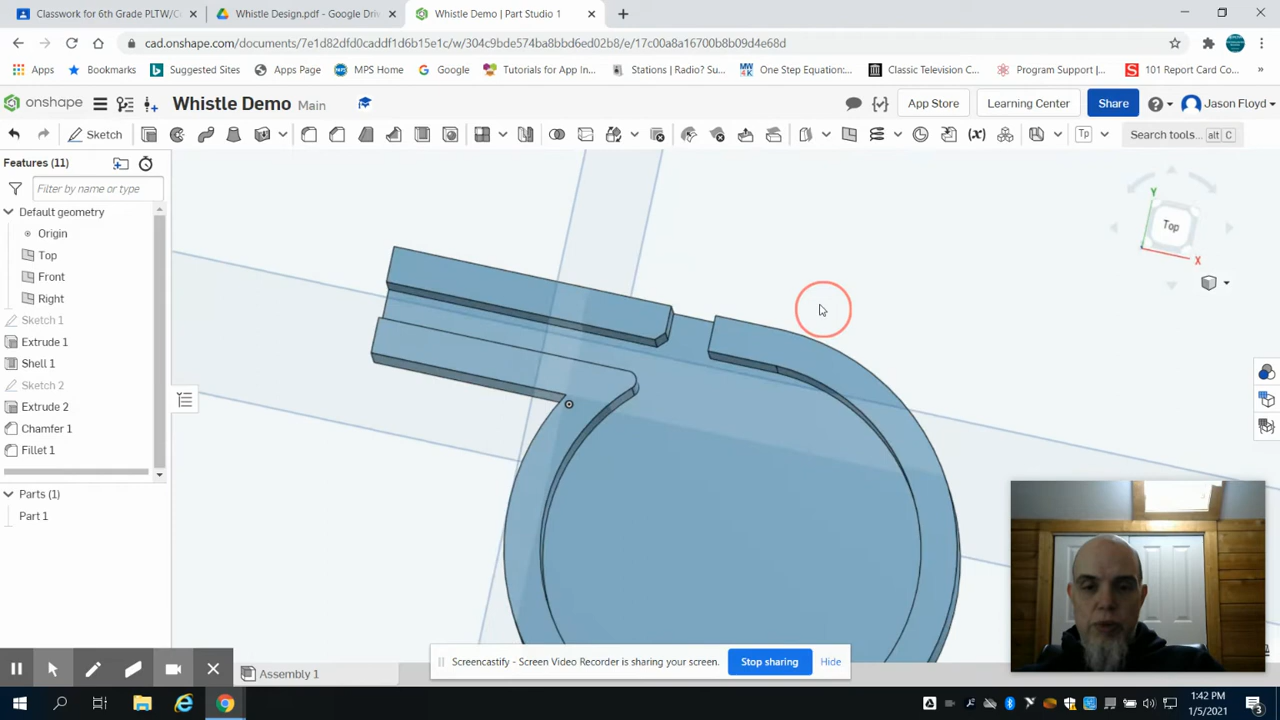 Classwork for 6th Grade PLTW/C
Whistle Design.pdf - Google Driv
Whistle Demo | Part Studio 1
cad.onshape.com/documents/7e1d82dfd0caddf1d6b15e1c/w/304c9bde574ba8bbd6ed02b8/e/17c00a8a16700b8b09d4e68d
Apps
Bookmarks
Suggested Sites
Apps Page
MPS Home
Google
Tutorials for App In...
Stations | Radio? Su...
One Step Equation:...
Classic Television C...
Program Support |...
101 Report Card Co...
»
onshape
Whistle Demo
Main
App Store
Learning Center
Share
Jason Floyd
Sketch
(x)
Tp
Search tools...
alt
C
Features (11)
Filter by name or type
Default geometry
Origin
Top
Front
Right
Sketch 1
Extrude 1
Shell 1
Sketch 2
Extrude 2
Chamfer 1
Fillet 1
Parts (1)
Part 1
Y
Top
X
Screencastify - Screen Video Recorder is sharing your screen.
Stop sharing
Hide
Assembly 1
1:42 PM
1/5/2021
3